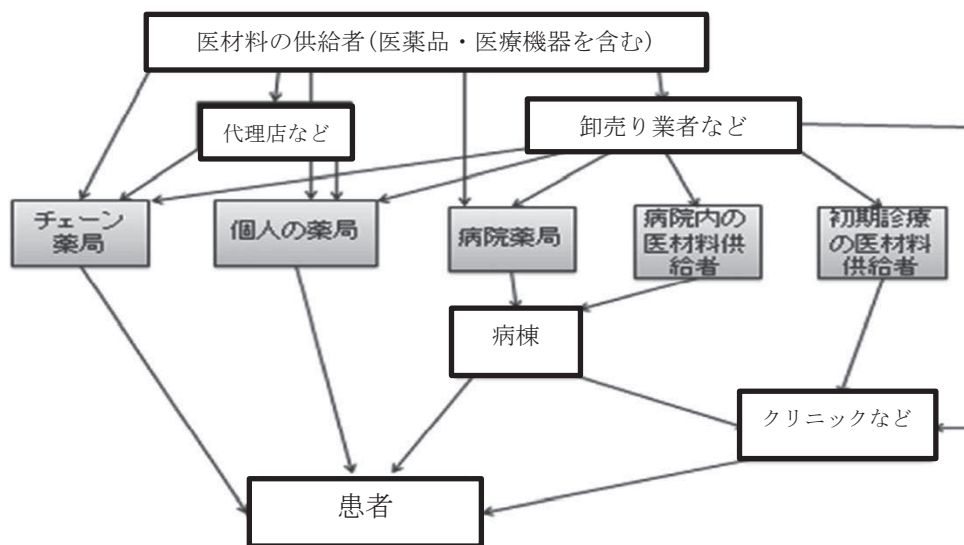 医材料の供給者(医薬品・医療機器を含む)
代理店など
卸売り業者など
チェーン
薬局
個人の薬局
病院薬局
病院内の
医材料供
給者
初期診療
の医材料
供給者
病棟
クリニックなど
患者